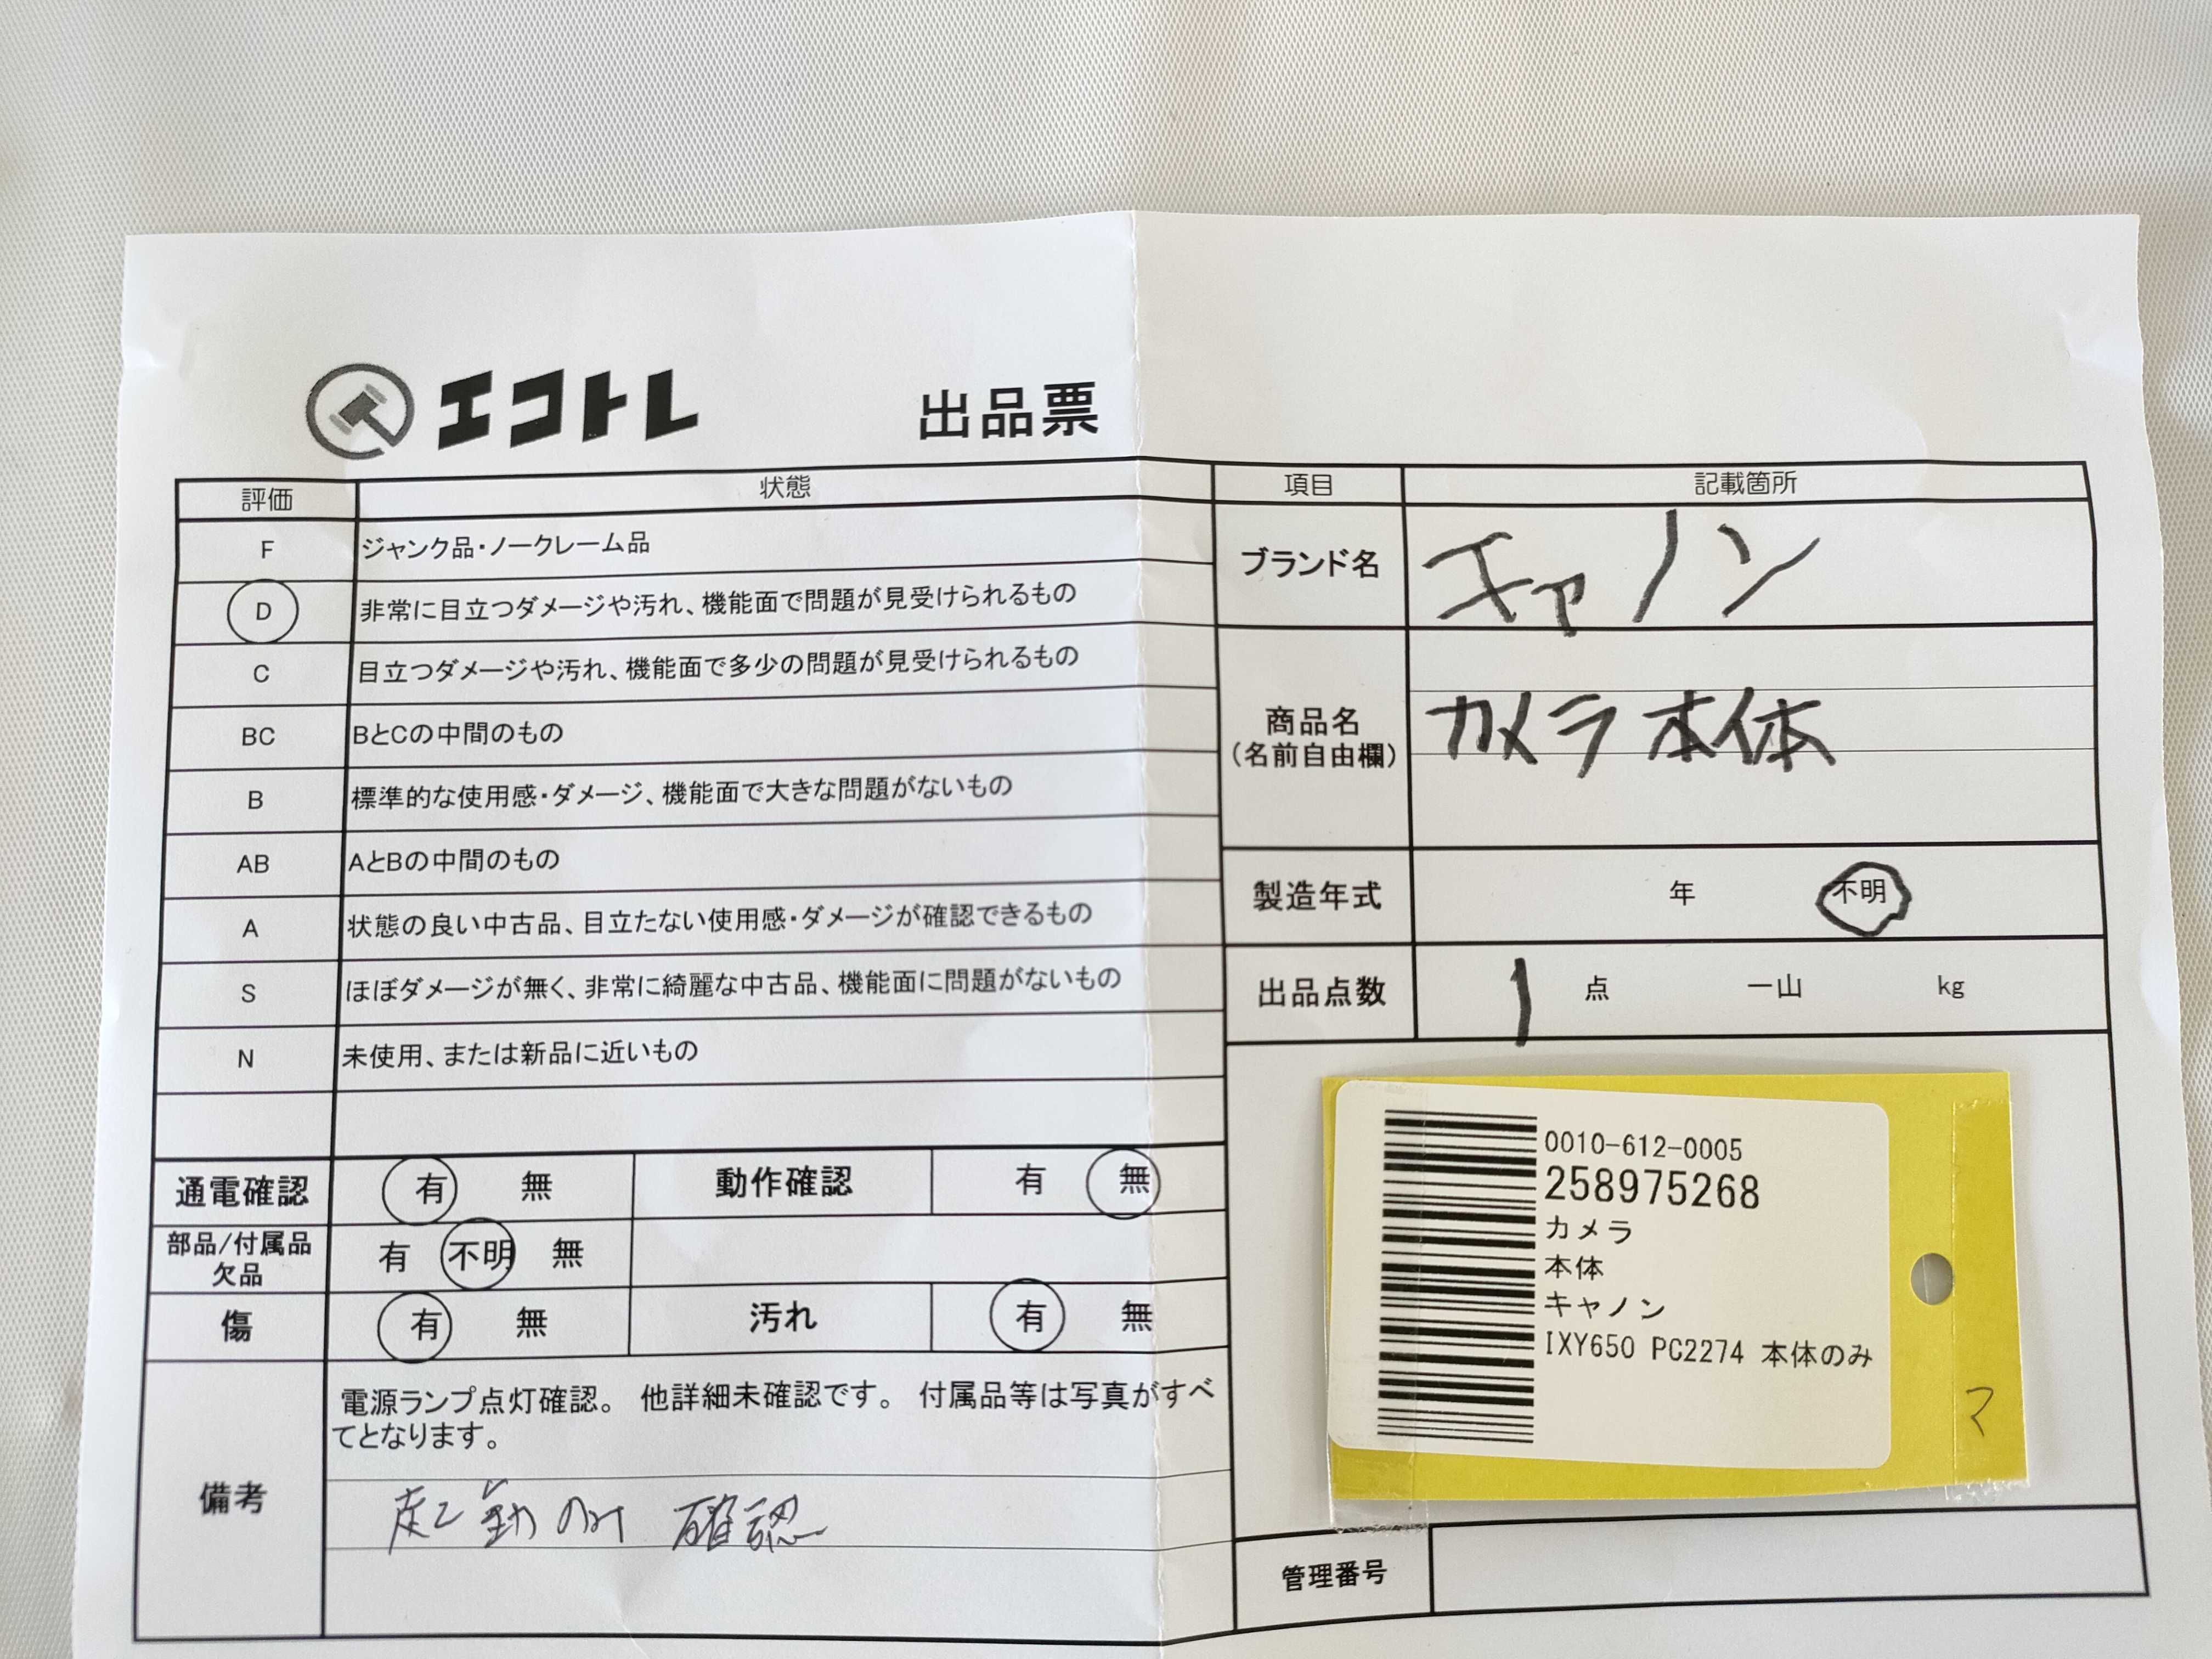 エコトレ
出品票
評価 状態
F ジャンク品・ノークレーム品
D 非常に目立つダメージや汚れ、機能面で問題が見受けられるもの
C 目立つダメージや汚れ、機能面で多少の問題が見受けられるもの
BC BとCの中間のもの
B 標準的な使用感・ダメージ、機能面で大きな問題がないもの
AB AとBの中間のもの
A 状態の良い中古品、目立たない使用感・ダメージが確認できるもの
S ほぼダメージが無く、非常に綺麗な中古品、機能面に問題がないもの
N 未使用、または新品に近いもの
通電確認 有 無 動作確認 有 無
部品/付属品
欠品
有 不明 無
傷 有 無 汚れ 有 無
備考
電源ランプ点灯確認。 他詳細未確認です。 付属品等は写真がすべ
てとなります。
起動のみ 確認
項目 記載箇所
ブランド名 キャノン
商品名
(名前自由欄)
カメラ本体
製造年式 年 不明
出品点数 1 点 一山 kg
0010-612-0005
258975268
カメラ
本体
キャノン
IXY650 PC2274 本体のみ
マ
管理番号